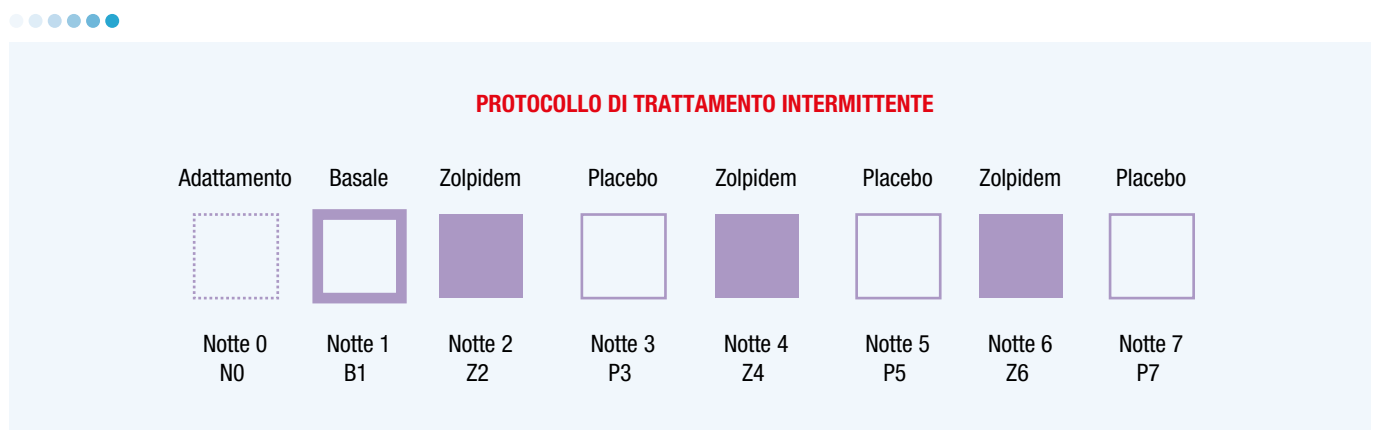 PROTOCOLLO DI TRATTAMENTO INTERMITTENTE
Adattamento Basale Zolpidem Placebo Zolpidem Placebo Zolpidem Placebo
Notte 0 Notte 1 Notte 2 Notte 3 Notte 4 Notte 5 Notte 6 Notte 7
N0 B1 Z2 P3 Z4 P5 Z6 P7